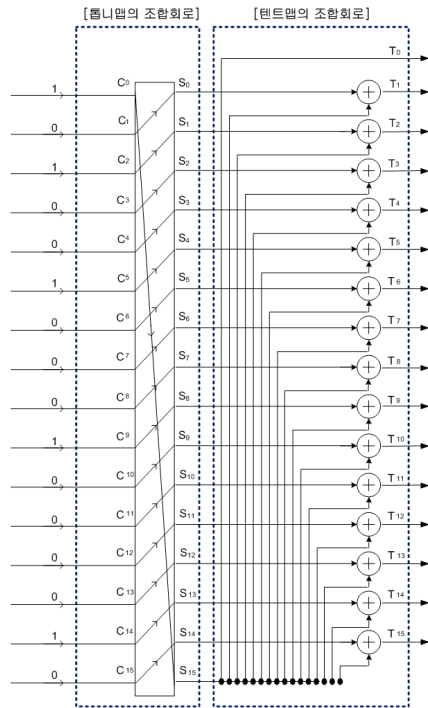 [톱니맵의 조합회로] [텐트맵의 조합회로]
T0
1 C0 S0 T1
0 C1 S1 T2
1 C2 S2 T3
0 C3 S3 T4
0 C4 S4 T5
1 C5 S5 T6
0 C6 S6 T7
0 C7 S7 T8
0 C8 S8 T9
1 C9 S9 T10
0 C10 S10 T11
0 C11 S11 T12
0 C12 S12 T13
0 C13 S13 T14
1 C14 S14 T15
0 C15 S15